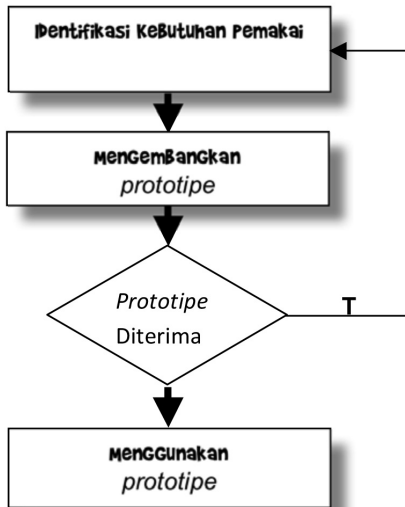 Identifikasi Kebutuhan Pemakai
Mengembangkan
prototipe
Prototipe
Diterima
T
Menggunakan
prototipe